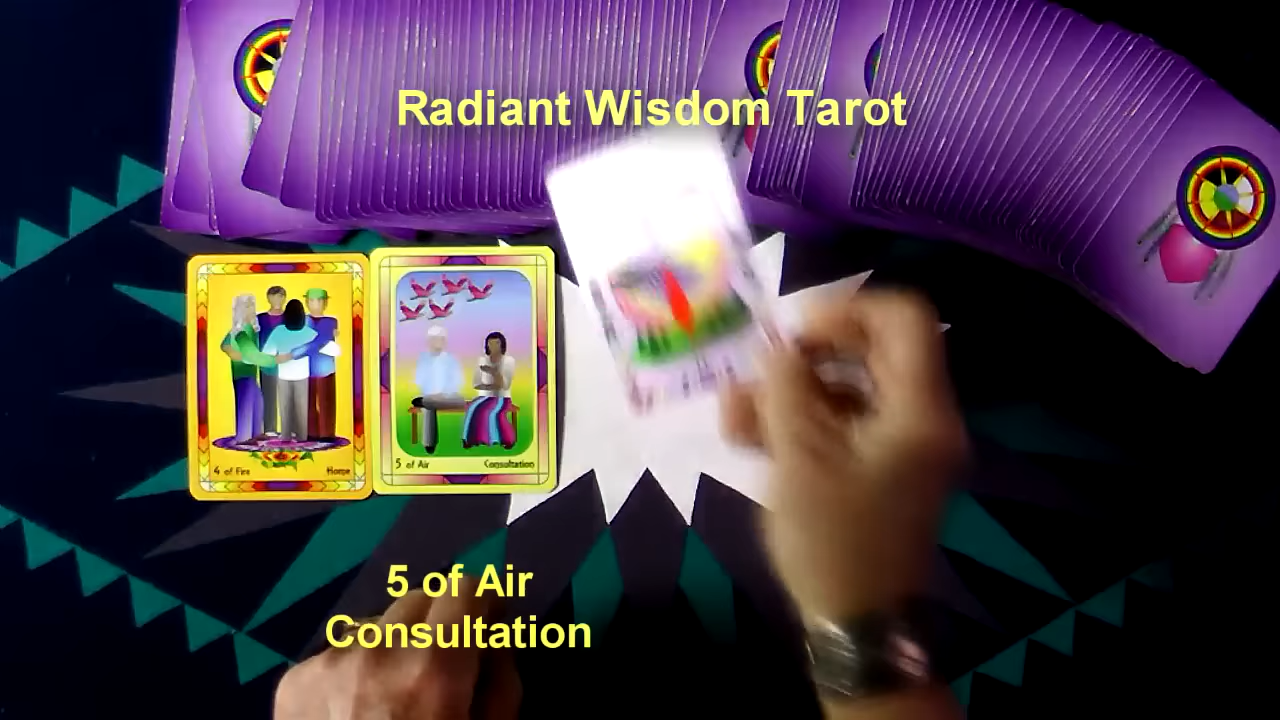 Radiant Wisdom Tarot
4 of Fire
Home
5 of Air
Consultation
5 of Air
Consultation